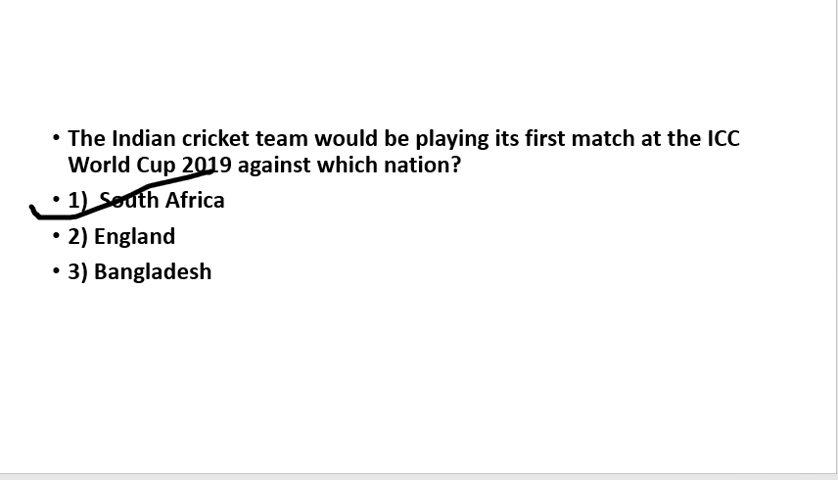 • The Indian cricket team would be playing its first match at the ICC
World Cup 2019 against which nation?
• 1) South Africa
• 2) England
• 3) Bangladesh